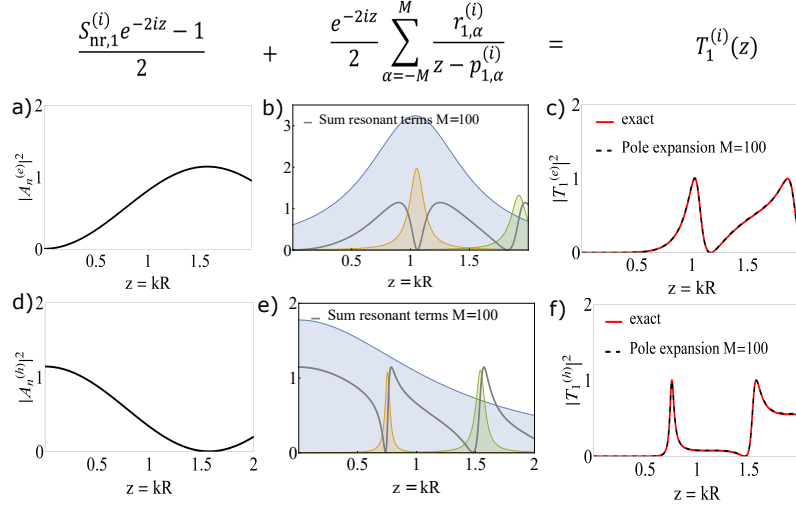 \frac{S_{nr,1}^{(i)} e^{-2iz} - 1}{2} + \frac{e^{-2iz}}{2} \sum_{α=-M}^{M} \frac{r_{1,α}^{(i)}}{z - p_{1,α}^{(i)}} = T_1^{(i)}(z)
a)
2
1
0
0.5 1 1.5
|A_n^{(e)}|^2
z = kR
b)
Sum resonant terms M=100
3
2
1
0
0.5 1 1.5
z = kR
c)
exact
Pole expansion M=100
2
1
0
0.5 1 1.5
|T_1^{(e)}|^2
z = kR
d)
2
1
0
0.5 1 1.5 2
|A_n^{(h)}|^2
z = kR
e)
Sum resonant terms M=100
2
1
0
0.5 1 1.5 2
z = kR
f)
exact
Pole expansion M=100
2
1
0
0.5 1 1.5
|T_1^{(h)}|^2
z = kR